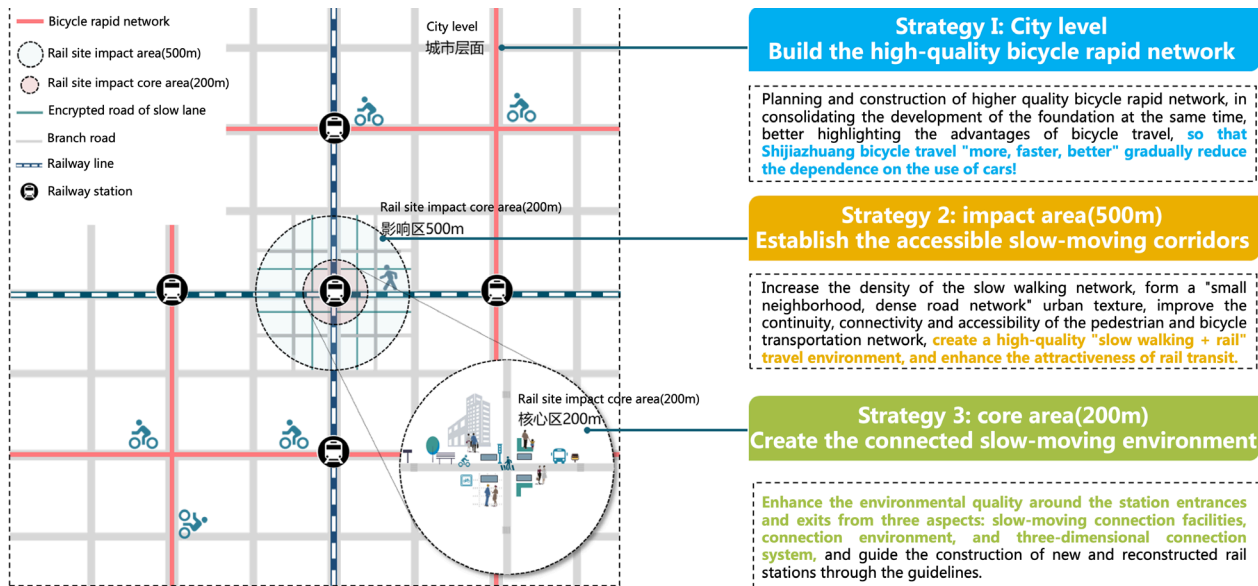 Bicycle rapid network
Rail site impact area(500m)
Rail site impact core area(200m)
Encrypted road of slow lane
Branch road
Railway line
Railway station
City level
城市层面
Rail site impact core area(200m)
影响区500m
Rail site impact core area(200m)
核心区200m
Strategy I: City level
Build the high-quality bicycle rapid network
Planning and construction of higher quality bicycle rapid network, in
consolidating the development of the foundation at the same time,
better highlighting the advantages of bicycle travel, so that
Shijiazhuang bicycle travel "more, faster, better" gradually reduce
the dependence on the use of cars!
Strategy 2: impact area(500m)
Establish the accessible slow-moving corridors
Increase the density of the slow walking network, form a "small
neighborhood, dense road network" urban texture, improve the
continuity, connectivity and accessibility of the pedestrian and bicycle
transportation network, create a high-quality "slow walking + rail"
travel environment, and enhance the attractiveness of rail transit.
Strategy 3: core area(200m)
Create the connected slow-moving environment
Enhance the environmental quality around the station entrances
and exits from three aspects: slow-moving connection facilities,
connection environment, and three-dimensional connection
system, and guide the construction of new and reconstructed rail
stations through the guidelines.